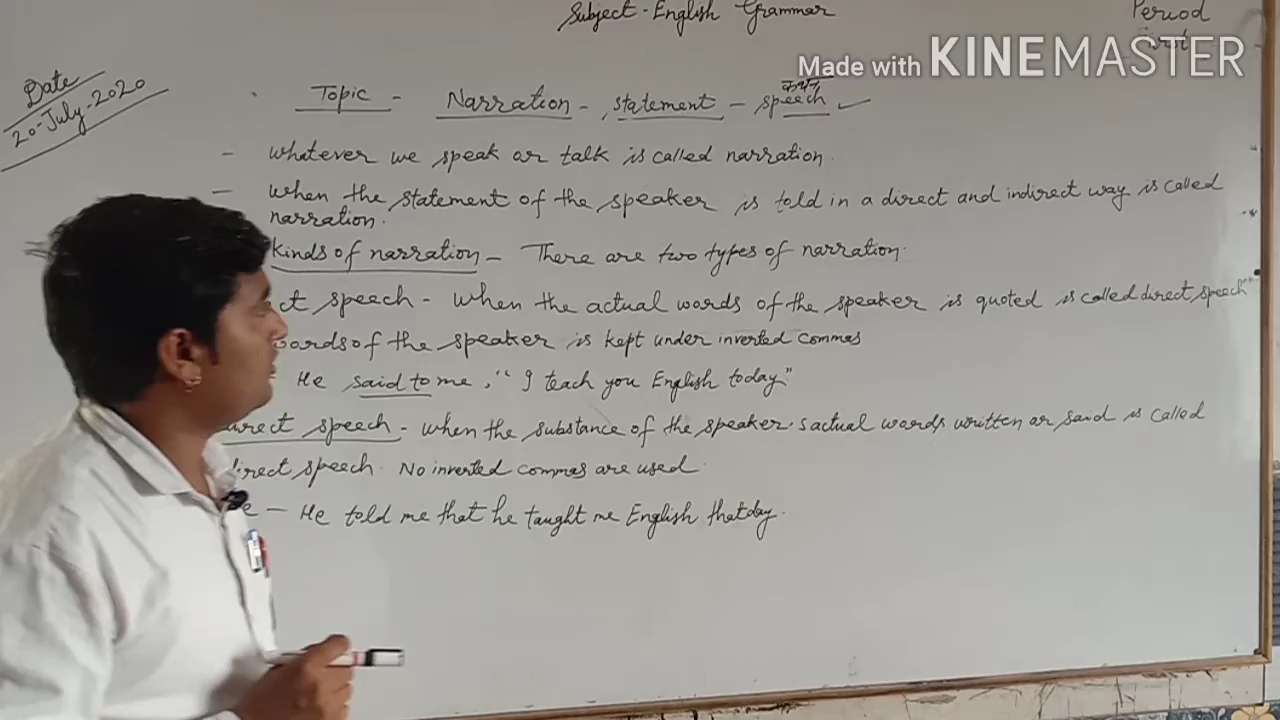 Subject - English Grammar
Period
Made with KINEMASTER
Date
20-July-2020
Topic - Narration - statement - speech
कथन
- whatever we speak or talk is called narration.
- when the statement of the speaker is told in a direct and indirect way is called
narration.
kinds of narration - There are two types of narration.
ct speech - when the actual words of the speaker is quoted is called direct speech
words of the speaker is kept under inverted commas
He said to me, "I teach you English today."
direct speech - when the substance of the speaker's actual words written or said is called
direct speech. No inverted commas are used.
e - He told me that he taught me English that day.